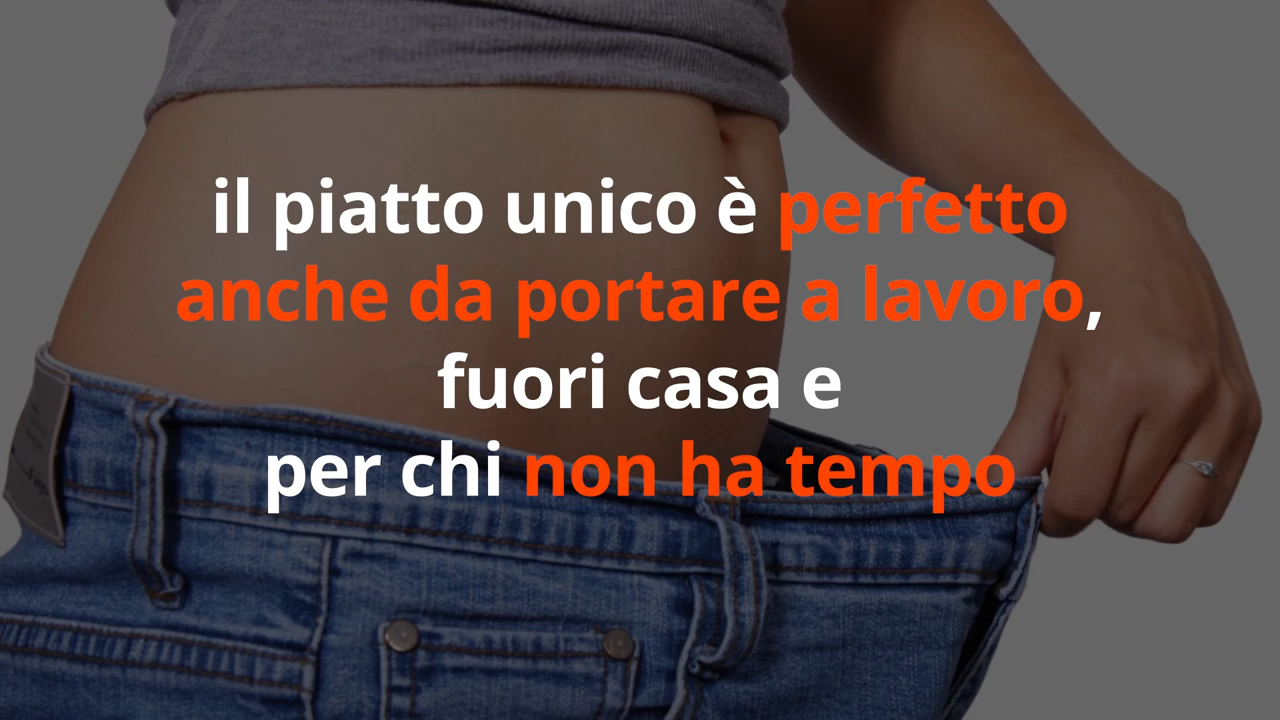 il piatto unico è perfetto
anche da portare a lavoro,
fuori casa e
per chi non ha tempo